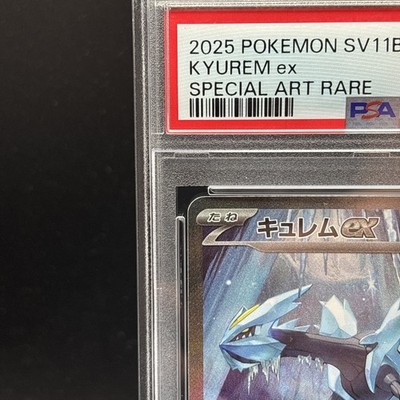 2025 POKEMON SV11B
KYUREM ex
SPECIAL ART RARE
PSA
たね
キュレムex